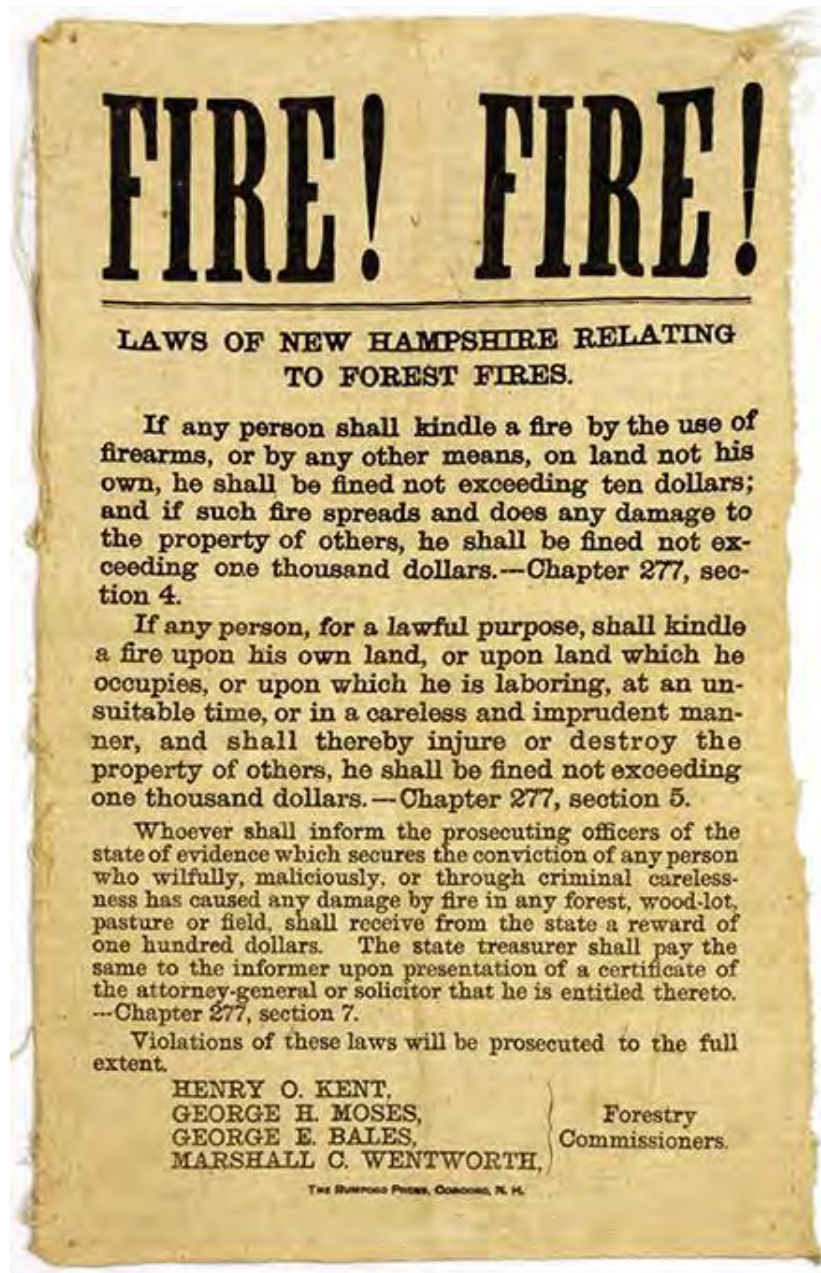 FIRE! FIRE!
LAWS OF NEW HAMPSHIRE RELATING
TO FOREST FIRES.
If any person shall kindle a fire by the use of
firearms, or by any other means, on land not his
own, he shall be fined not exceeding ten dollars;
and if such fire spreads and does any damage to
the property of others, he shall be fined not ex-
ceeding one thousand dollars.—Chapter 277, sec-
tion 4.
If any person, for a lawful purpose, shall kindle
a fire upon his own land, or upon land which he
occupies, or upon which he is laboring, at an un-
suitable time, or in a careless and imprudent man-
ner, and shall thereby injure or destroy the
property of others, he shall be fined not exceeding
one thousand dollars.—Chapter 277, section 5.
Whoever shall inform the prosecuting officers of the
state of evidence which secures the conviction of any person
who wilfully, maliciously, or through criminal careless-
ness has caused any damage by fire in any forest, wood-lot,
pasture or field, shall receive from the state a reward of
one hundred dollars. The state treasurer shall pay the
same to the informer upon presentation of a certificate of
the attorney-general or solicitor that he is entitled thereto.
—Chapter 277, section 7.
Violations of these laws will be prosecuted to the full
extent.
HENRY O. KENT,
GEORGE H. MOSES,
GEORGE E. BALES,
MARSHALL C. WENTWORTH,
Forestry
Commissioners.
THE RUMFORD PRESS, CONCORD, N. H.